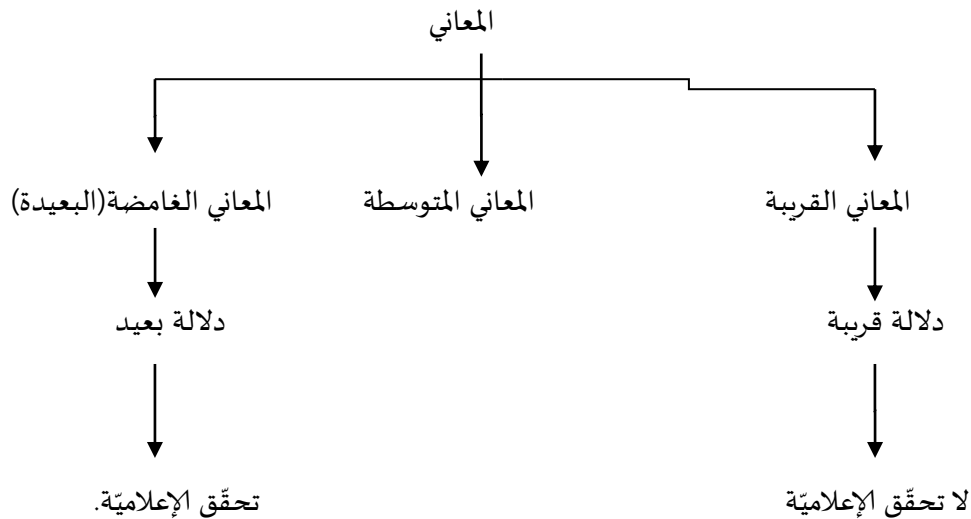 المعاني
المعاني القريبة
المعاني المتوسطة
المعاني الغامضة(البعيدة)
دلالة قريبة
دلالة بعيد
لا تحقّق الإعلاميّة
تحقّق الإعلاميّة.